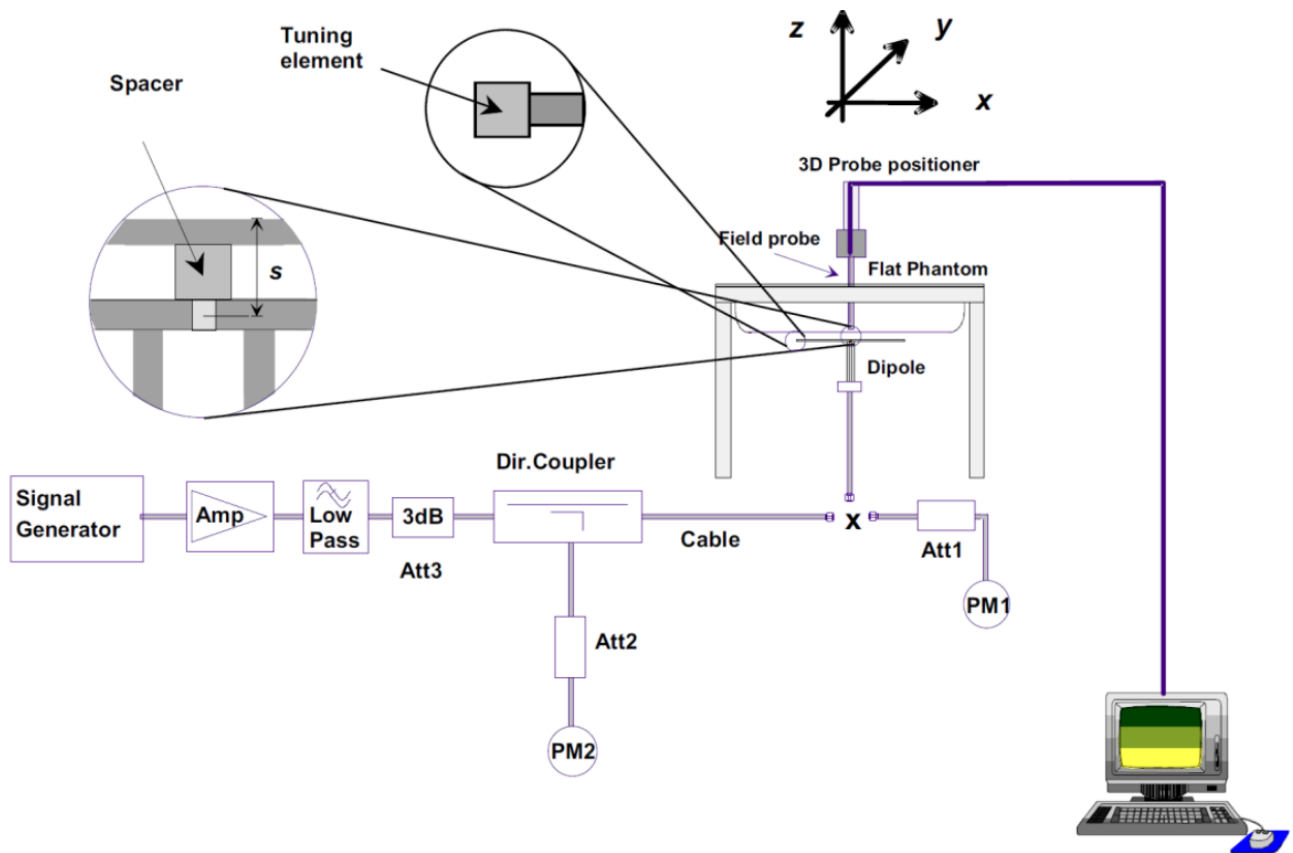 Tuning
element
Spacer
z
y
x
3D Probe positioner
Field probe
Flat Phantom
s
Dipole
Dir.Coupler
Signal
Generator
Amp
Low
Pass
3dB
Att3
Cable
x
Att1
PM1
Att2
PM2